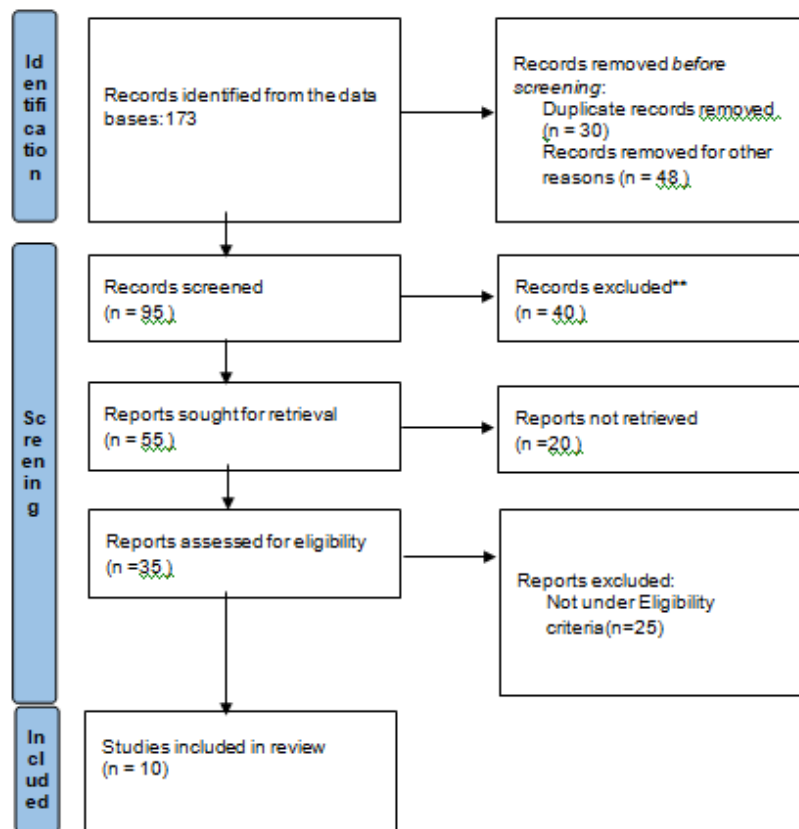 Id
en
tifi
ca
tio
n
Records identified from the data
bases:173
Records removed before
screening:
Duplicate records removed
(n = 30)
Records removed for other
reasons (n = 48 )
Sc
re
en
in
g
Records screened
(n = 95 )
Records excluded**
(n = 40 )
Reports sought for retrieval
(n = 55 )
Reports not retrieved
(n =20 )
Reports assessed for eligibility
(n =35 )
Reports excluded:
Not under Eligibility
criteria(n=25)
In
cl
ud
ed
Studies included in review
(n = 10)